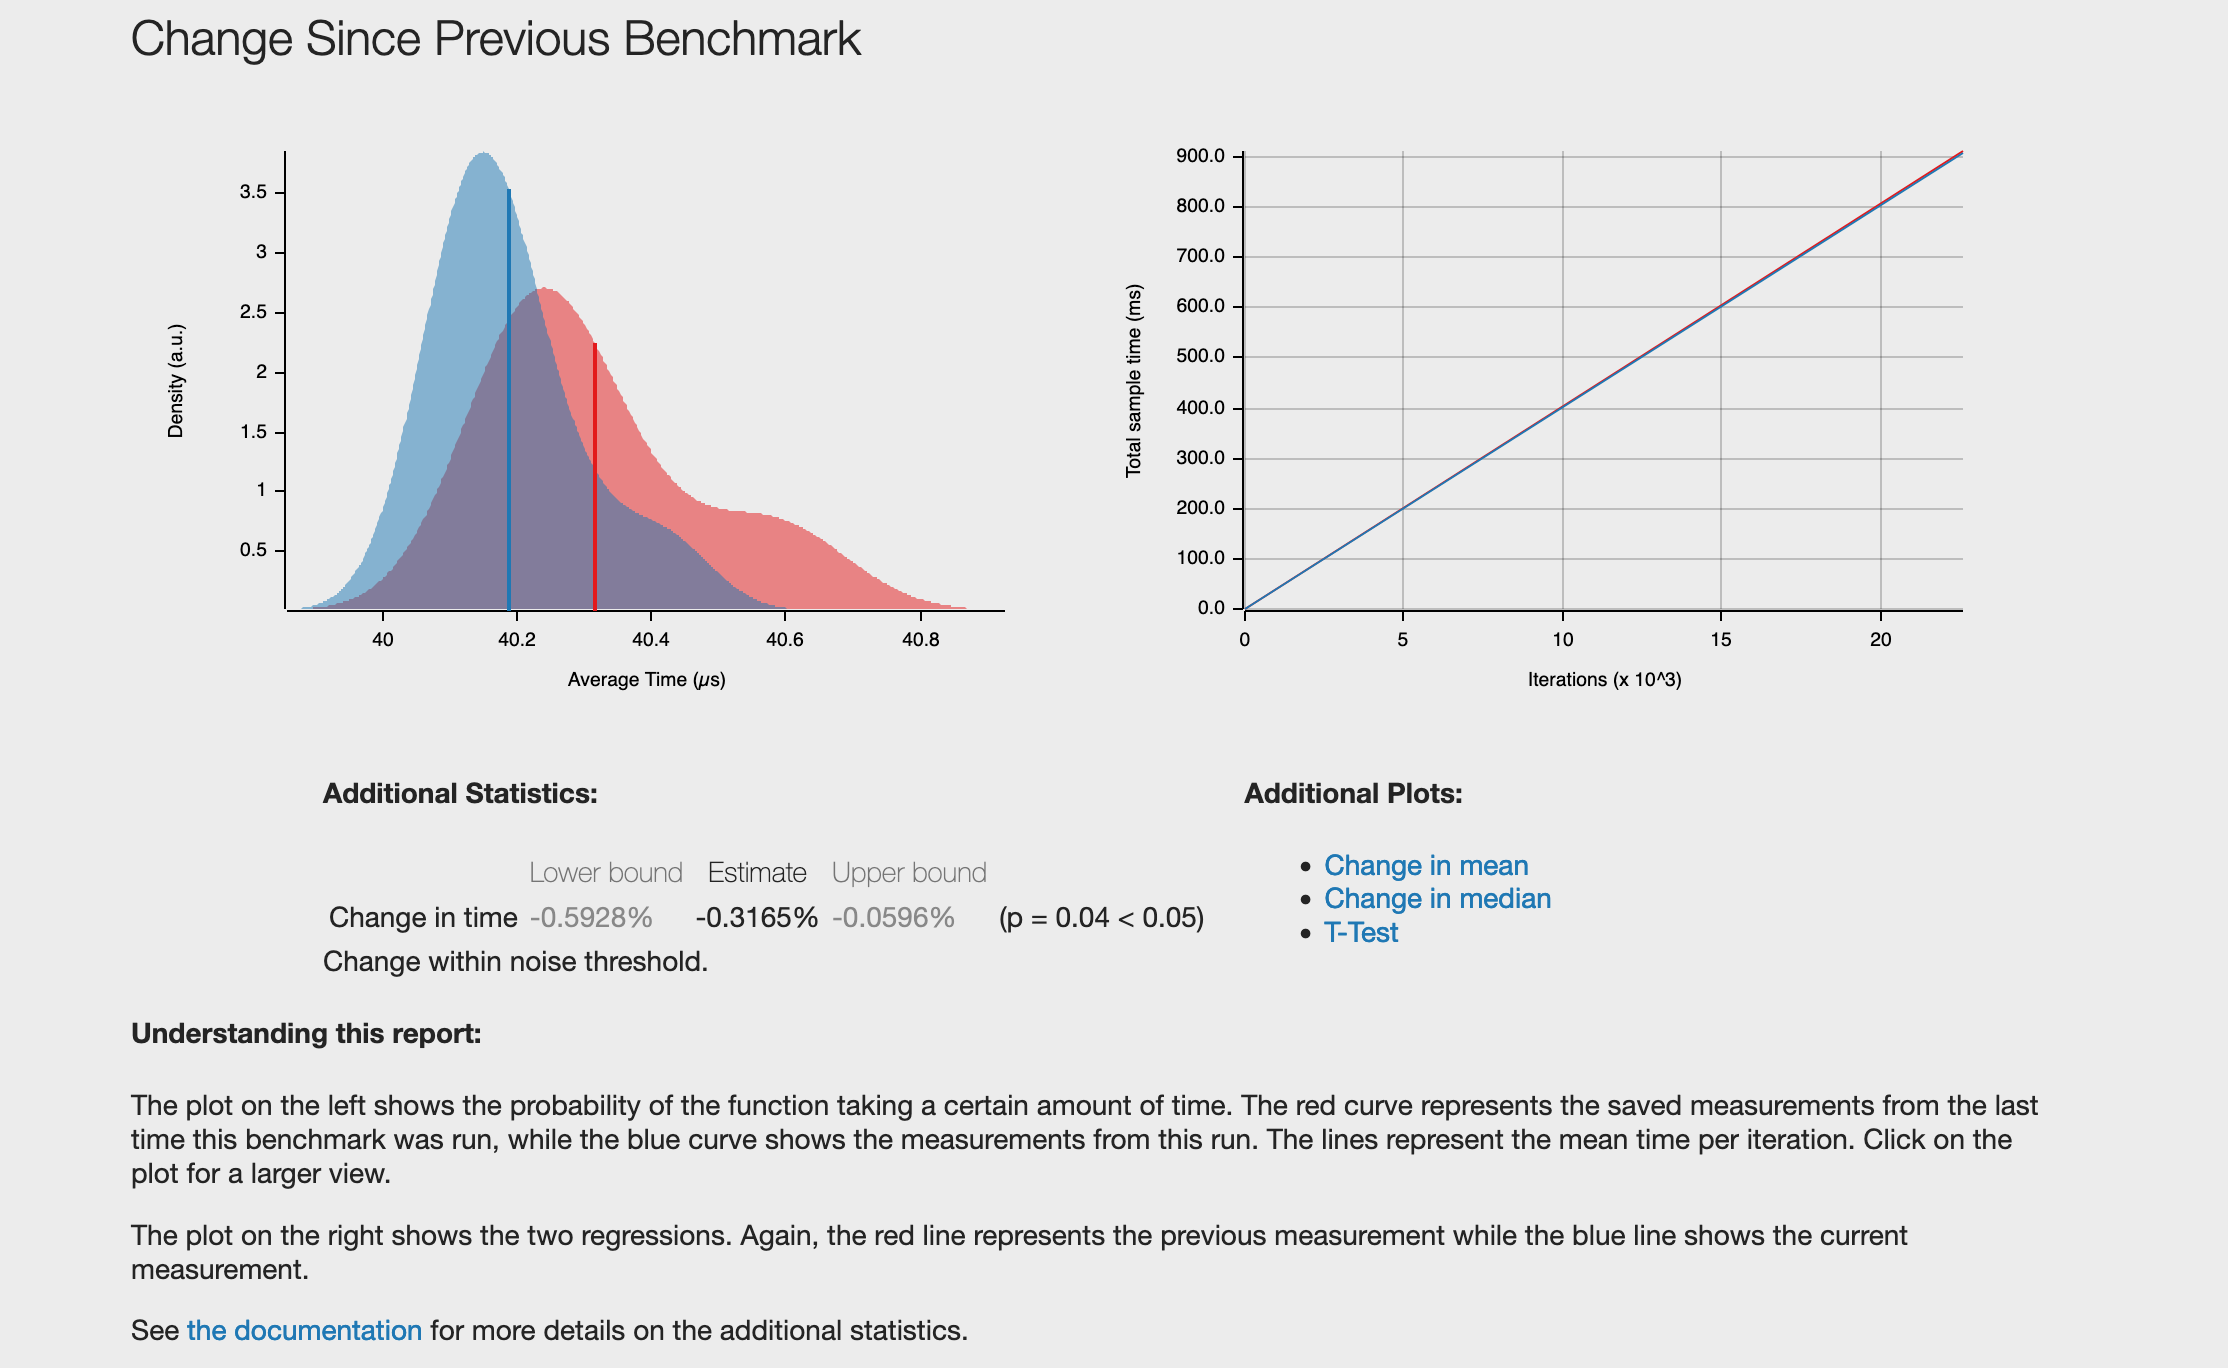 Change Since Previous Benchmark
Density (a.u.)
3.5
3
2.5
2
1.5
1
0.5
40
40.2
40.4
40.6
40.8
Average Time (µs)
Total sample time (ms)
900.0
800.0
700.0
600.0
500.0
400.0
300.0
200.0
100.0
0.0
0
5
10
15
20
Iterations (x 10^3)
Additional Statistics:
Lower bound Estimate Upper bound
Change in time -0.5928% -0.3165% -0.0596% (p = 0.04 < 0.05)
Change within noise threshold.
Additional Plots:
• Change in mean
• Change in median
• T-Test
Understanding this report:
The plot on the left shows the probability of the function taking a certain amount of time. The red curve represents the saved measurements from the last
time this benchmark was run, while the blue curve shows the measurements from this run. The lines represent the mean time per iteration. Click on the
plot for a larger view.
The plot on the right shows the two regressions. Again, the red line represents the previous measurement while the blue line shows the current
measurement.
See the documentation for more details on the additional statistics.